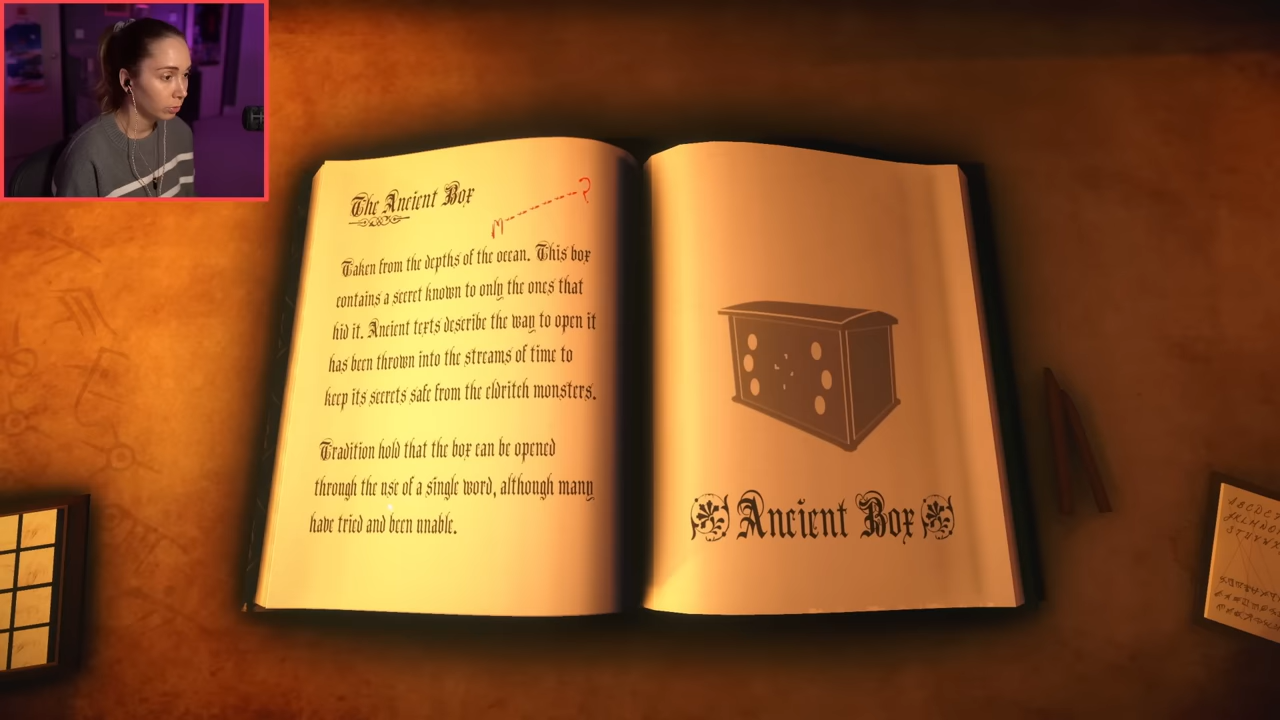 The Ancient Box
Taken from the depths of the ocean. This box
contains a secret known to only the ones that
hid it. Ancient texts describe the way to open it
has been thrown into the streams of time to
keep its secrets safe from the eldritch monsters.
Tradition hold that the box can be opened
through the use of a single word, although many
have tried and been unable.
Ancient Box